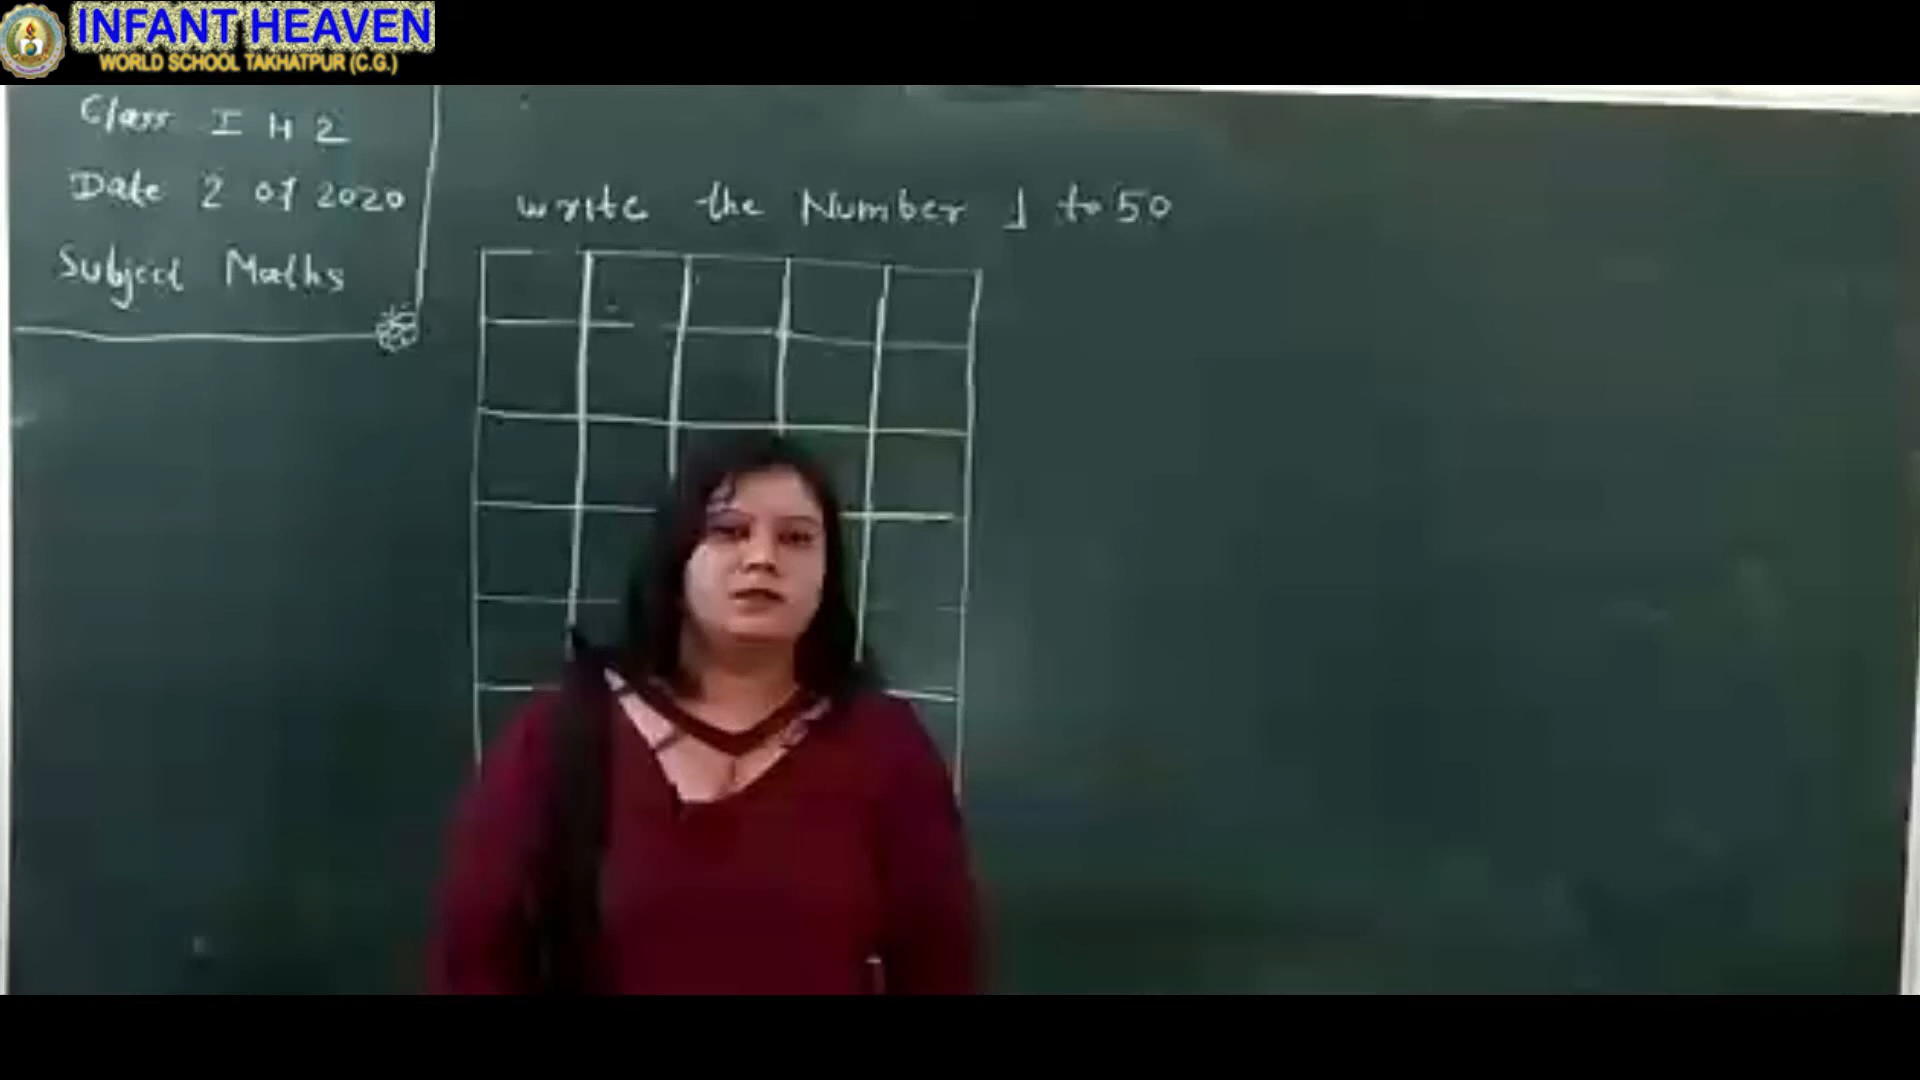 INFANT HEAVEN
WORLD SCHOOL TAKHATPUR (C.G.)
Class I H 2
Date 2 07 2020
Subject Maths
write the Number 1 to 50